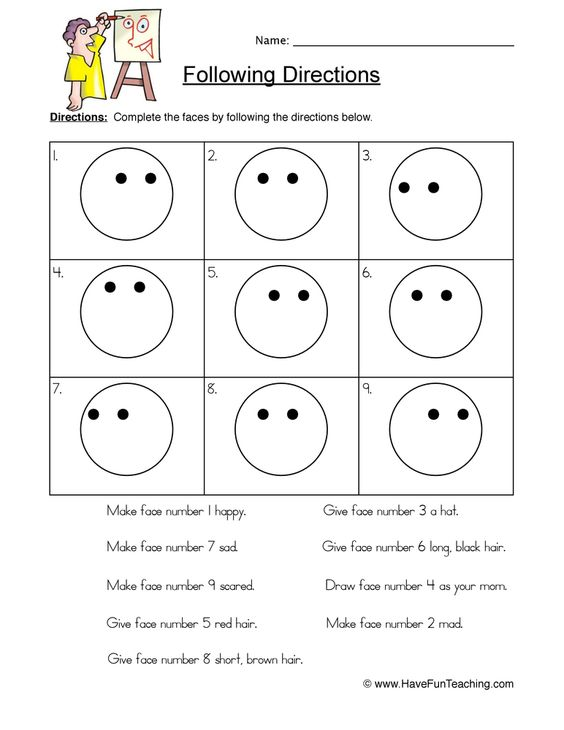 Name:
Following Directions
Directions: Complete the faces by following the directions below.
1. 2. 3.
4. 5. 6.
7. 8. 9.
Make face number 1 happy.
Give face number 3 a hat.
Make face number 7 sad.
Give face number 6 long, black hair.
Make face number 9 scared.
Draw face number 4 as your mom.
Give face number 5 red hair.
Make face number 2 mad.
Give face number 8 short, brown hair.
© www.HaveFunTeaching.com